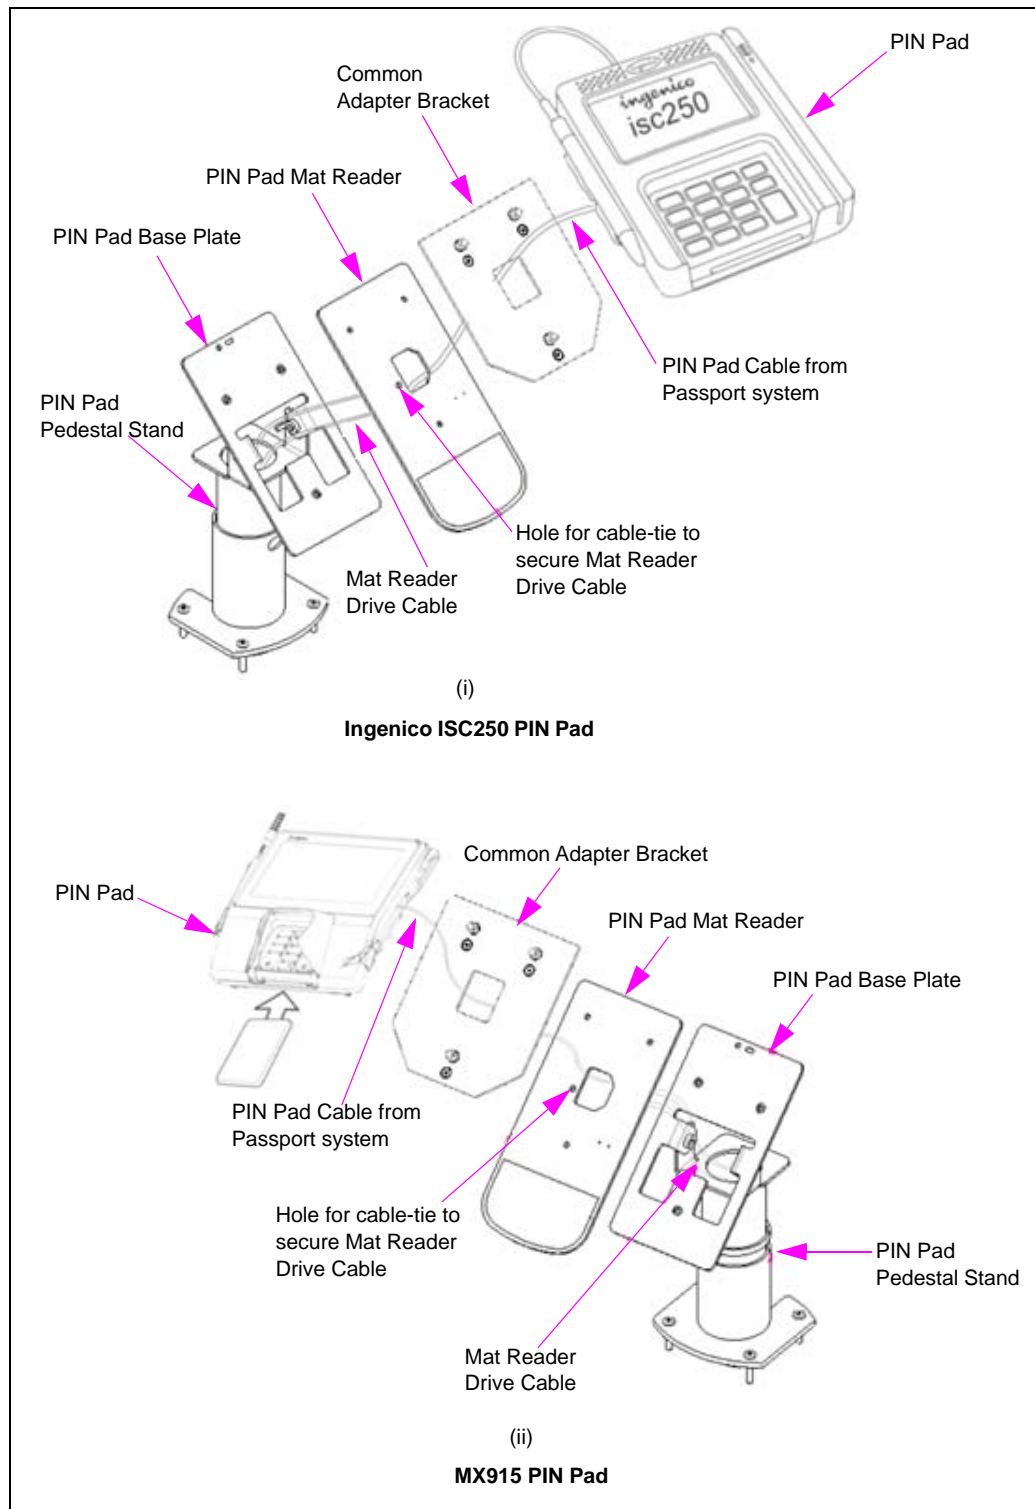 PIN Pad
Common
Adapter Bracket
ingenico
isc250
PIN Pad Mat Reader
PIN Pad Base Plate
PIN Pad Cable from
Passport system
PIN Pad
Pedestal Stand
Hole for cable-tie to
secure Mat Reader
Drive Cable
Mat Reader
Drive Cable
(i)
Ingenico ISC250 PIN Pad
Common Adapter Bracket
PIN Pad
PIN Pad Mat Reader
PIN Pad Base Plate
PIN Pad Cable from
Passport system
Hole for cable-tie to
secure Mat Reader
Drive Cable
PIN Pad
Pedestal Stand
Mat Reader
Drive Cable
(ii)
MX915 PIN Pad